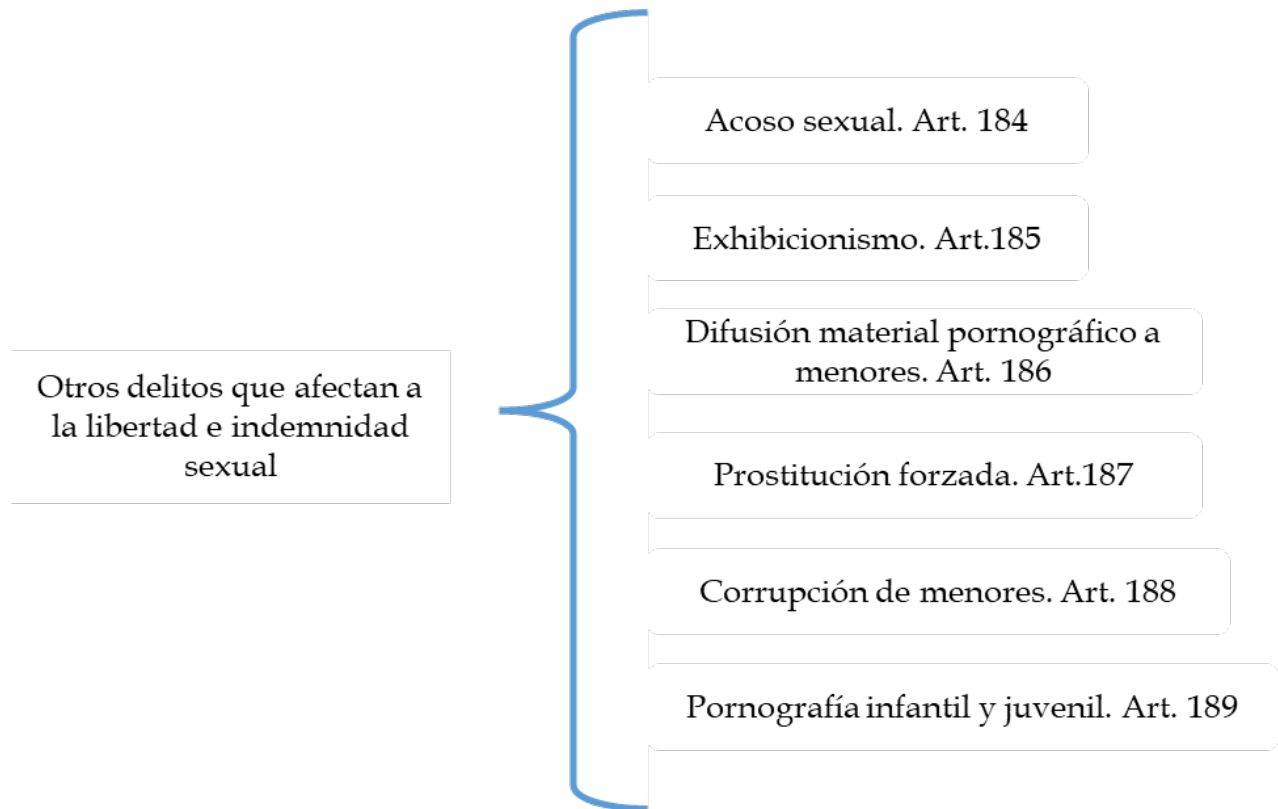 Acoso sexual. Art. 184
Exhibicionismo. Art.185
Difusión material pornográfico a
menores. Art. 186
Otros delitos que afectan a
la libertad e indemnidad
sexual
Prostitución forzada. Art.187
Corrupción de menores. Art. 188
Pornografía infantil y juvenil. Art. 189